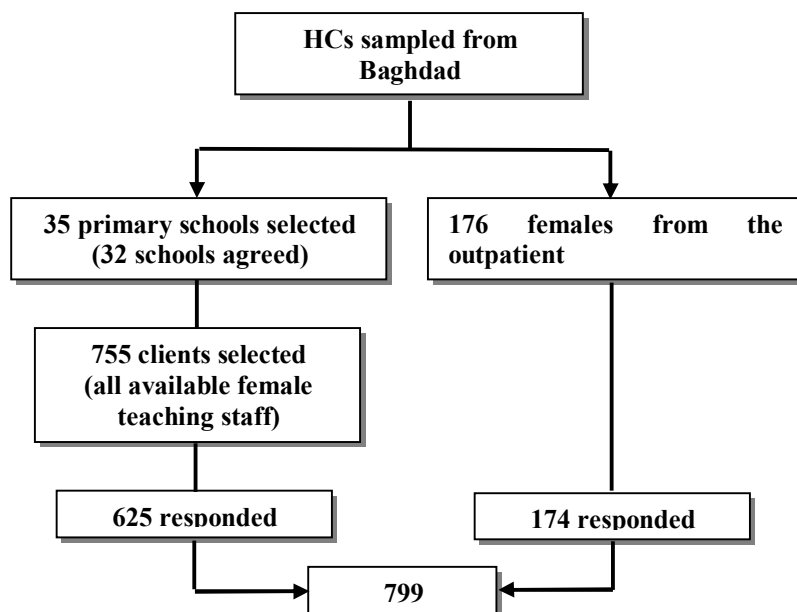 HCs sampled from
Baghdad
35 primary schools selected
(32 schools agreed)
176 females from the
outpatient
755 clients selected
(all available female
teaching staff)
625 responded
174 responded
799